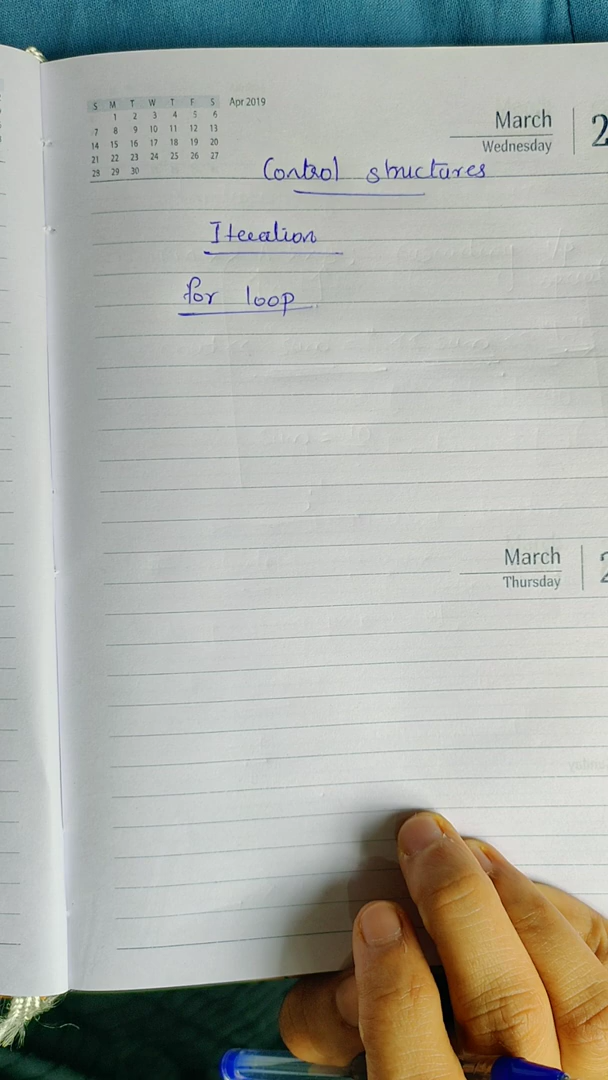 S M T W T F S Apr 2019
1 2 3 4 5 6
7 8 9 10 11 12 13
14 15 16 17 18 19 20
21 22 23 24 25 26 27
28 29 30
March
Wednesday
Control structures
Iteration
for loop
March
Thursday